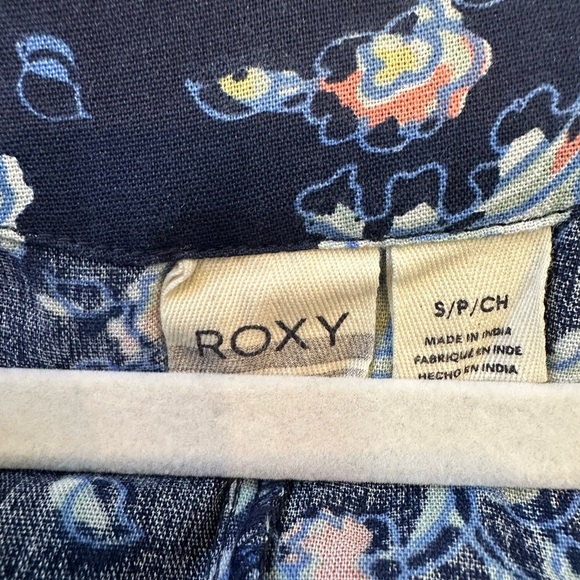 ROXY
S/P/CH
MADE IN INDIA
FABRIQUÉ EN INDE
HECHO EN INDIA